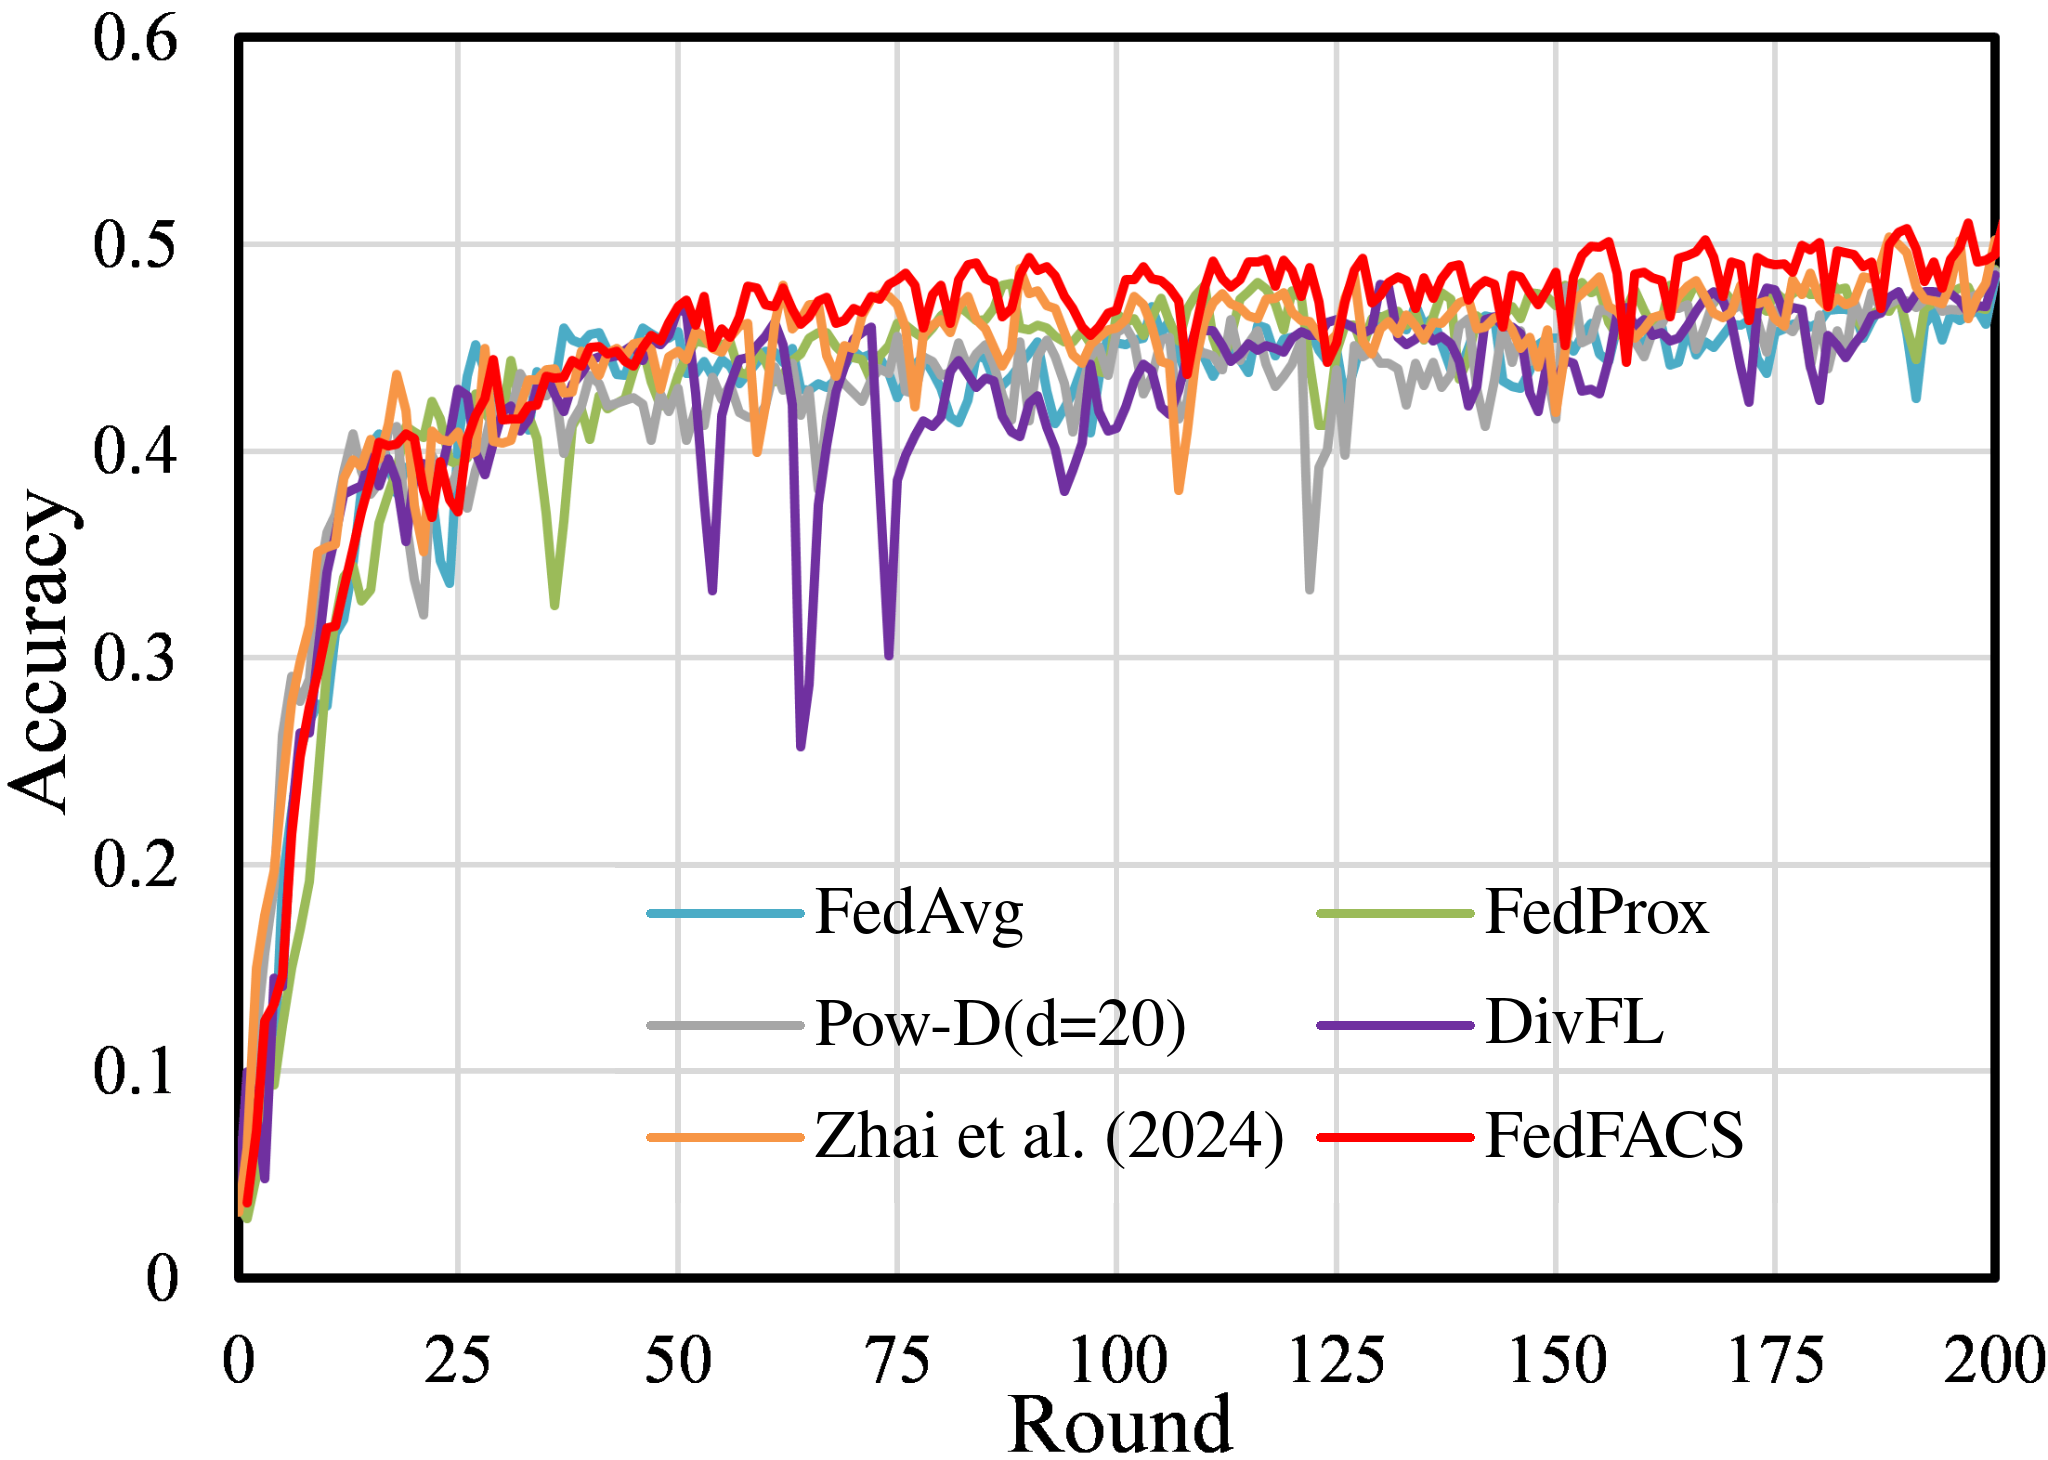 0.6
0.5
0.4
0.3
0.2
0.1
0
Accuracy
FedAvg
FedProx
Pow-D(d=20)
DivFL
Zhai et al. (2024)
FedFACS
0 25 50 75 100 125 150 175 200
Round